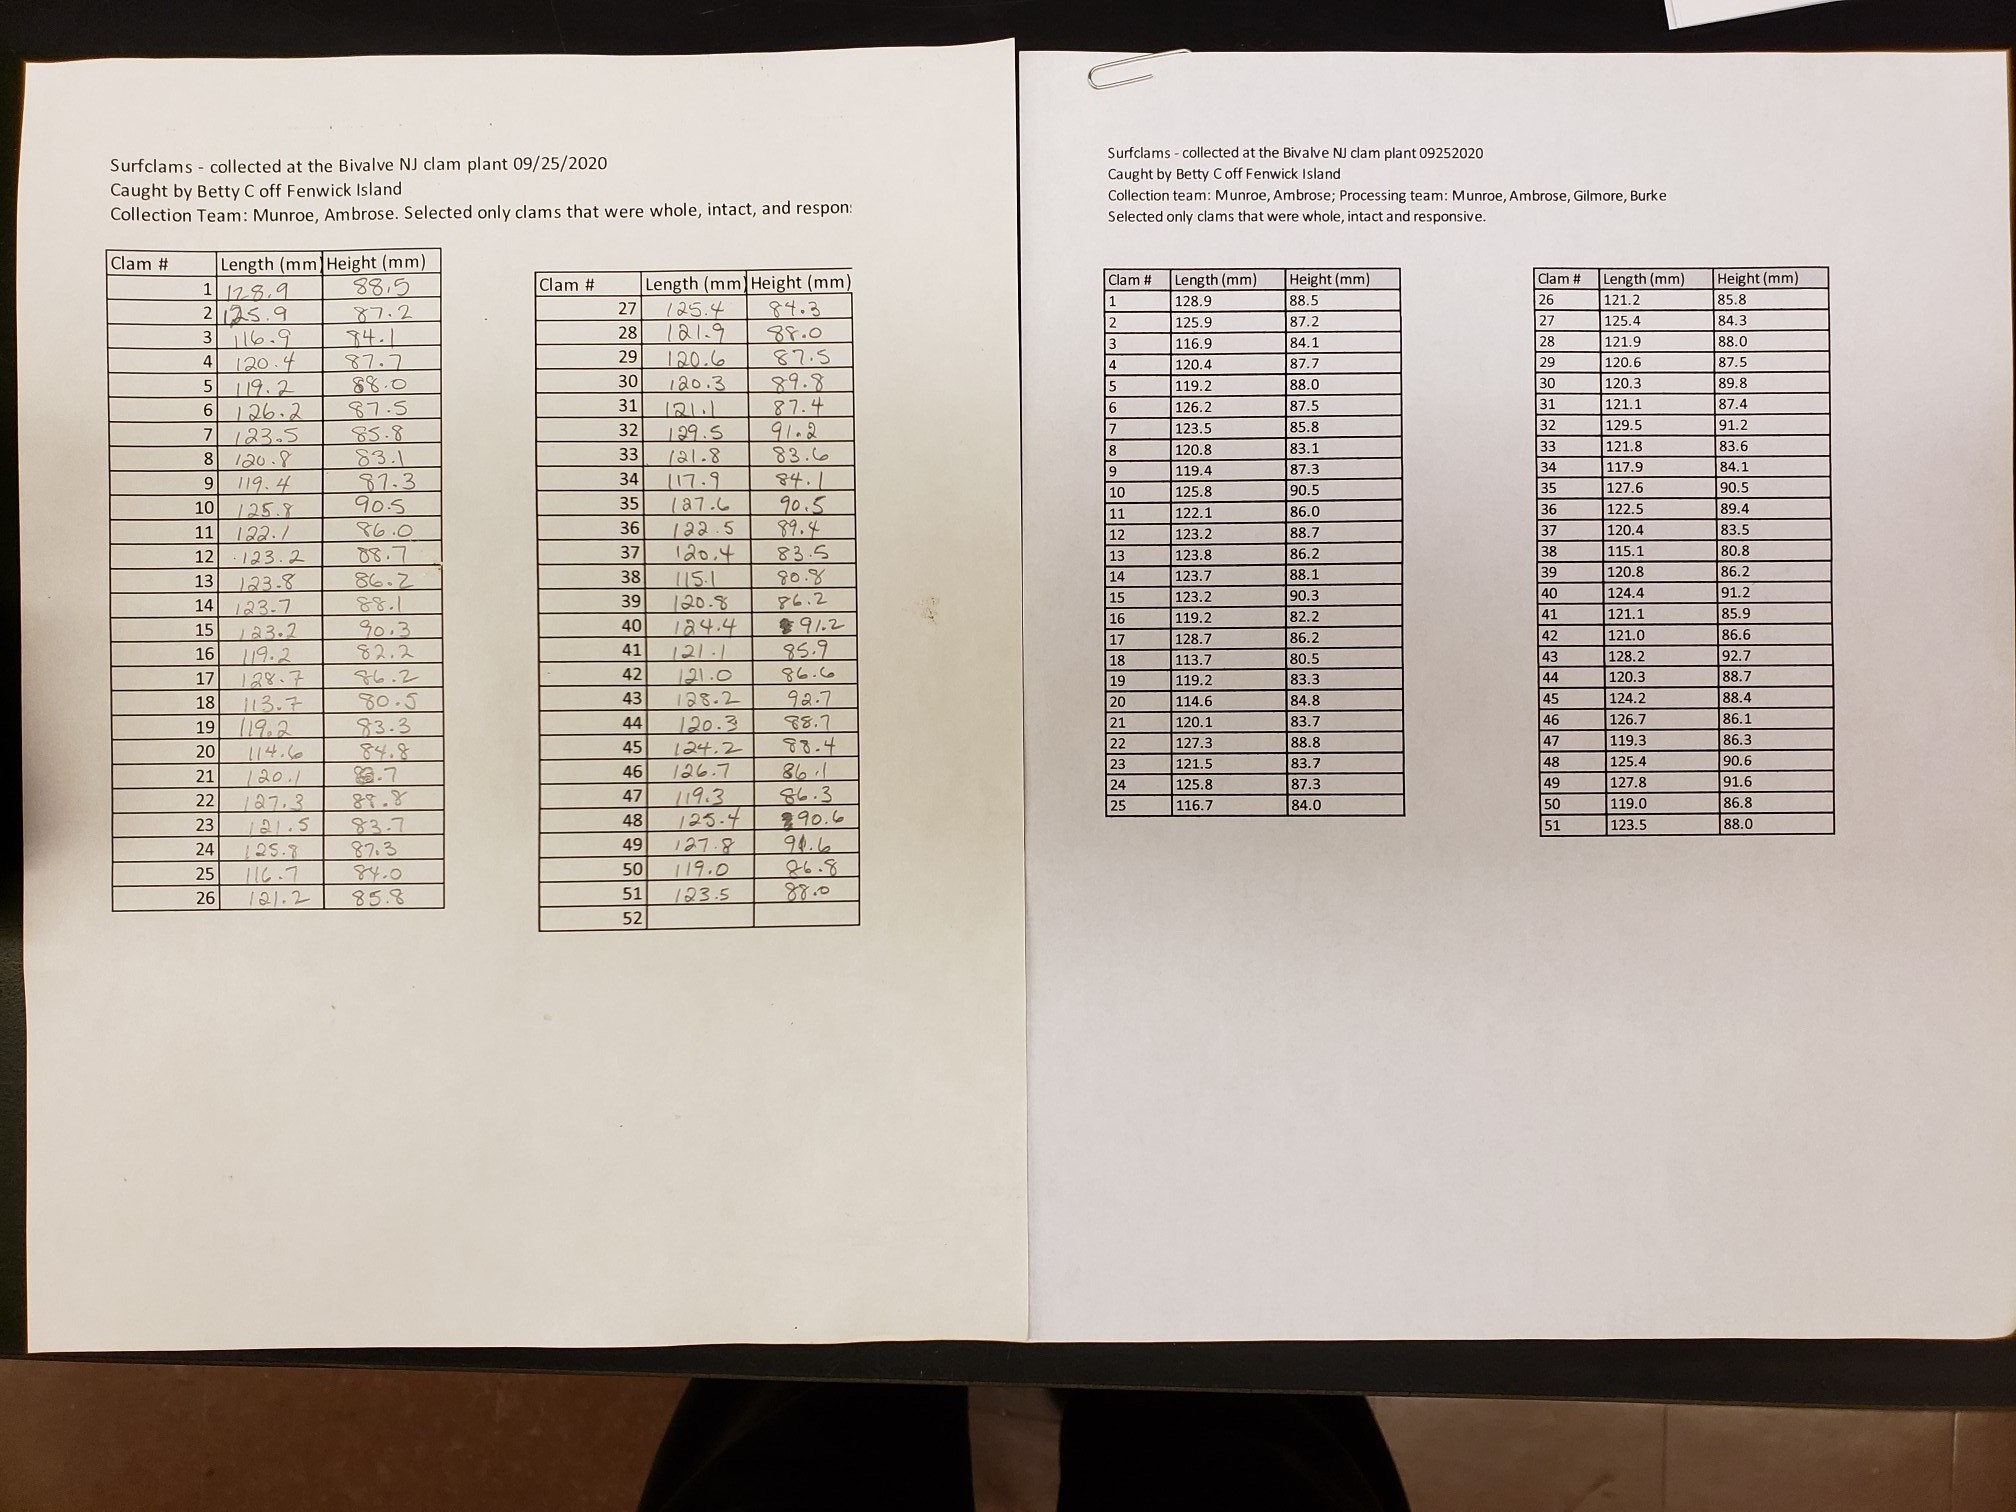 Surfclams - collected at the Bivalve NJ clam plant 09/25/2020
Caught by Betty C off Fenwick Island
Collection Team: Munroe, Ambrose. Selected only clams that were whole, intact, and respon
Clam # Length (mm) Height (mm)
1 128.9 88.5
2 125.9 87.2
3 116.9 84.1
4 120.4 87.7
5 119.2 88.0
6 126.2 87.5
7 123.5 85.8
8 120.8 83.1
9 119.4 87.3
10 125.8 90.5
11 122.1 86.0
12 123.2 88.7
13 123.8 86.2
14 123.7 88.1
15 123.2 90.3
16 119.2 82.2
17 128.7 86.2
18 113.7 80.5
19 119.2 83.3
20 114.6 84.8
21 120.1 83.7
22 127.3 88.8
23 121.5 83.7
24 125.8 87.3
25 116.7 84.0
26 121.2 85.8
Clam # Length (mm) Height (mm)
27 125.4 84.3
28 121.9 88.0
29 120.6 87.5
30 120.3 89.8
31 121.1 87.4
32 129.5 91.2
33 121.8 83.6
34 117.9 84.1
35 127.6 90.5
36 122.5 89.4
37 120.4 83.5
38 115.1 80.8
39 120.8 86.2
40 124.4 91.2
41 121.1 85.9
42 121.0 86.6
43 128.2 92.7
44 120.3 88.7
45 124.2 88.4
46 126.7 86.1
47 119.3 86.3
48 125.4 90.6
49 127.8 91.6
50 119.0 86.8
51 123.5 88.0
52
Surfclams - collected at the Bivalve NJ clam plant 09252020
Caught by Betty C off Fenwick Island
Collection team: Munroe, Ambrose; Processing team: Munroe, Ambrose, Gilmore, Burke
Selected only clams that were whole, intact and responsive.
Clam # Length (mm) Height (mm)
1 128.9 88.5
2 125.9 87.2
3 116.9 84.1
4 120.4 87.7
5 119.2 88.0
6 126.2 87.5
7 123.5 85.8
8 120.8 83.1
9 119.4 87.3
10 125.8 90.5
11 122.1 86.0
12 123.2 88.7
13 123.8 86.2
14 123.7 88.1
15 123.2 90.3
16 119.2 82.2
17 128.7 86.2
18 113.7 80.5
19 119.2 83.3
20 114.6 84.8
21 120.1 83.7
22 127.3 88.8
23 121.5 83.7
24 125.8 87.3
25 116.7 84.0
Clam # Length (mm) Height (mm)
26 121.2 85.8
27 125.4 84.3
28 121.9 88.0
29 120.6 87.5
30 120.3 89.8
31 121.1 87.4
32 129.5 91.2
33 121.8 83.6
34 117.9 84.1
35 127.6 90.5
36 122.5 89.4
37 120.4 83.5
38 115.1 80.8
39 120.8 86.2
40 124.4 91.2
41 121.1 85.9
42 121.0 86.6
43 128.2 92.7
44 120.3 88.7
45 124.2 88.4
46 126.7 86.1
47 119.3 86.3
48 125.4 90.6
49 127.8 91.6
50 119.0 86.8
51 123.5 88.0